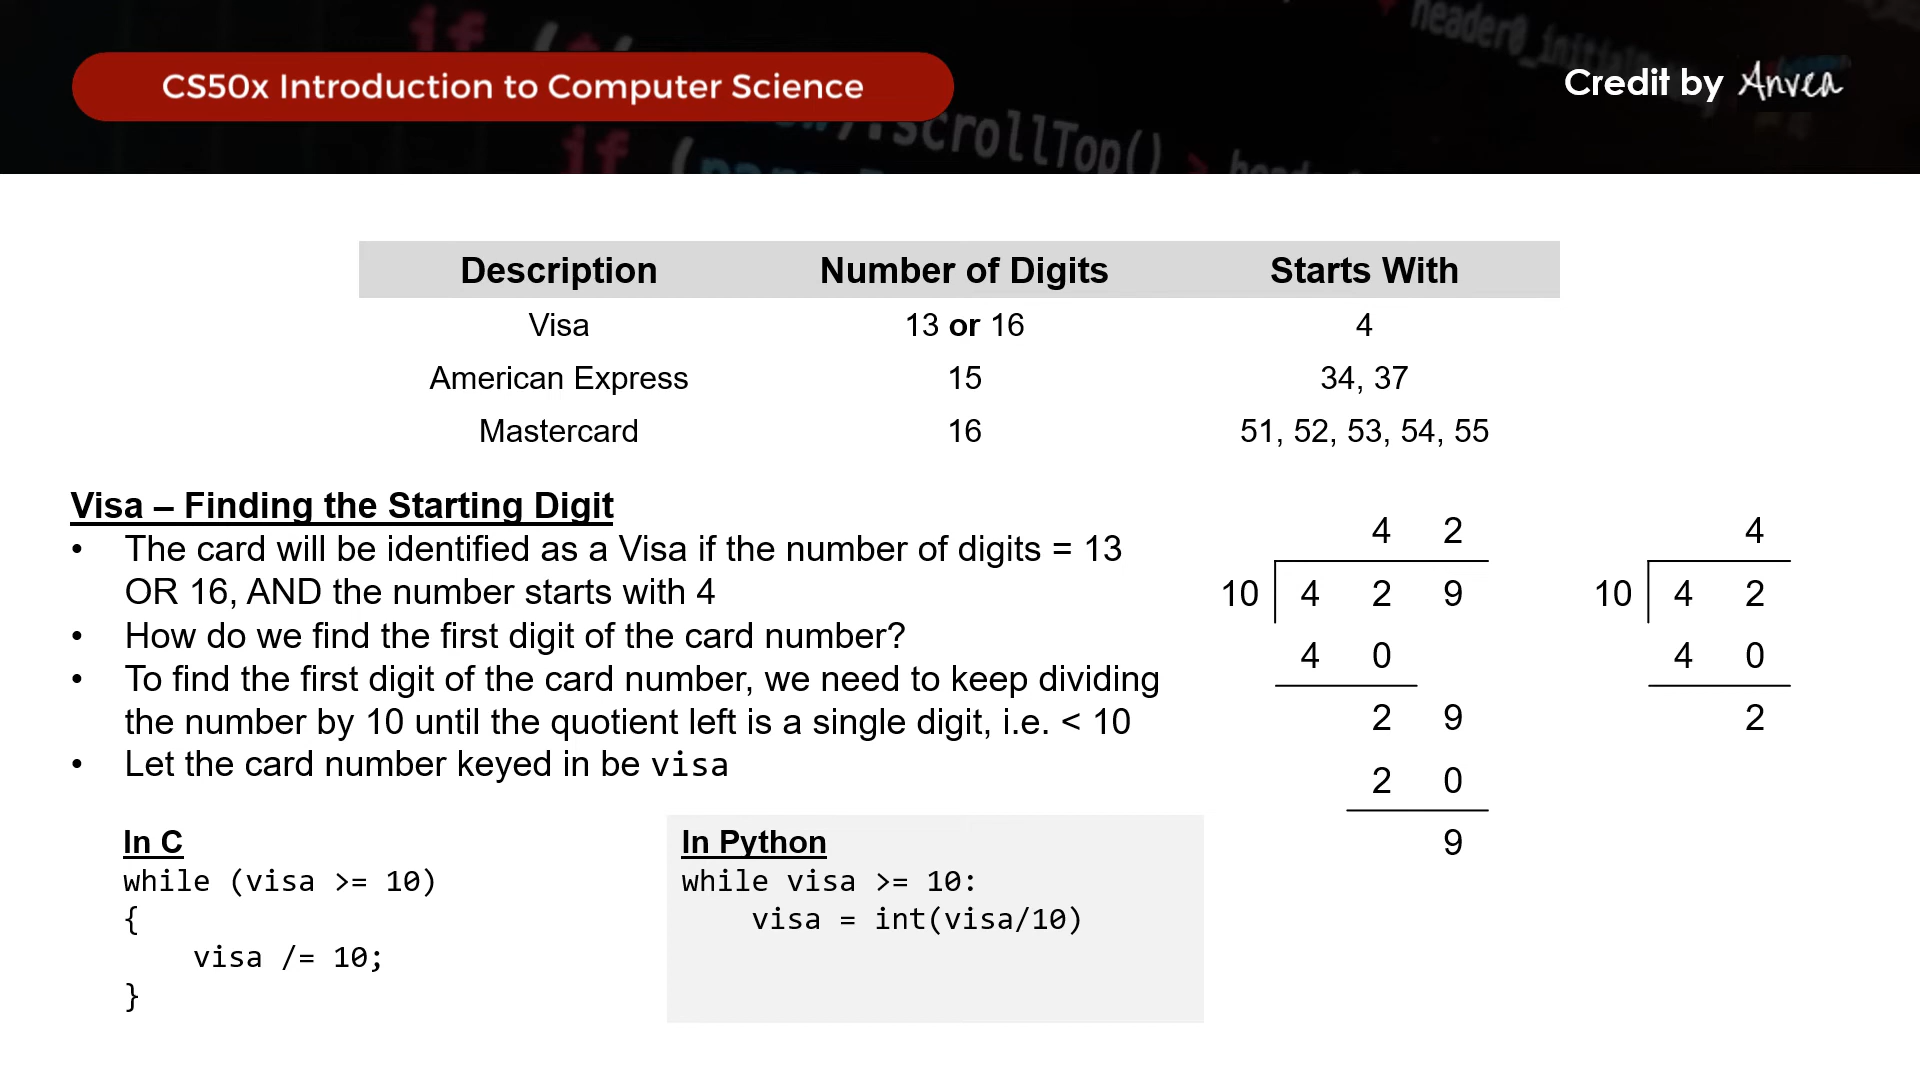 CS50x Introduction to Computer Science
Credit by Anvea
if (
header0_initial
.scrollTop() > header
if (
Description Number of Digits Starts With
Visa 13 or 16 4
American Express 15 34, 37
Mastercard 16 51, 52, 53, 54, 55
Visa – Finding the Starting Digit
• The card will be identified as a Visa if the number of digits = 13
OR 16, AND the number starts with 4
• How do we find the first digit of the card number?
• To find the first digit of the card number, we need to keep dividing
the number by 10 until the quotient left is a single digit, i.e. < 10
• Let the card number keyed in be visa
In C
while (visa >= 10)
{
visa /= 10;
}
In Python
while visa >= 10:
visa = int(visa/10)
4 2
10 4 2 9
4 0
2 9
2 0
9
4
10 4 2
4 0
2